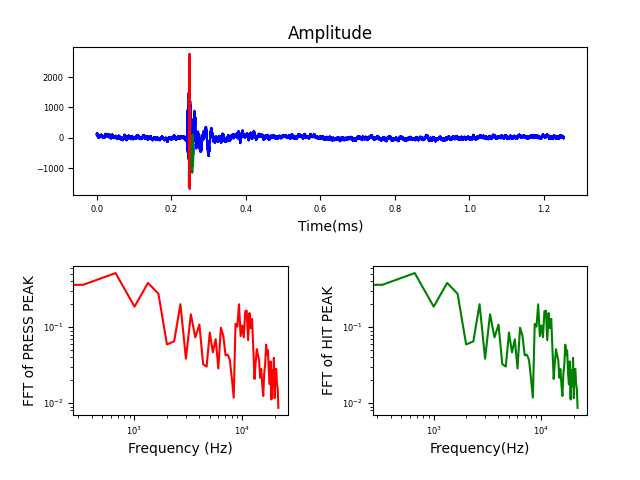 Amplitude
2000
1000
0
−1000
0.0 0.2 0.4 0.6 0.8 1.0 1.2
Time(ms)
FFT of PRESS PEAK
10⁻¹
10⁻²
10³ 10⁴
Frequency (Hz)
FFT of HIT PEAK
10⁻¹
10⁻²
10³ 10⁴
Frequency(Hz)